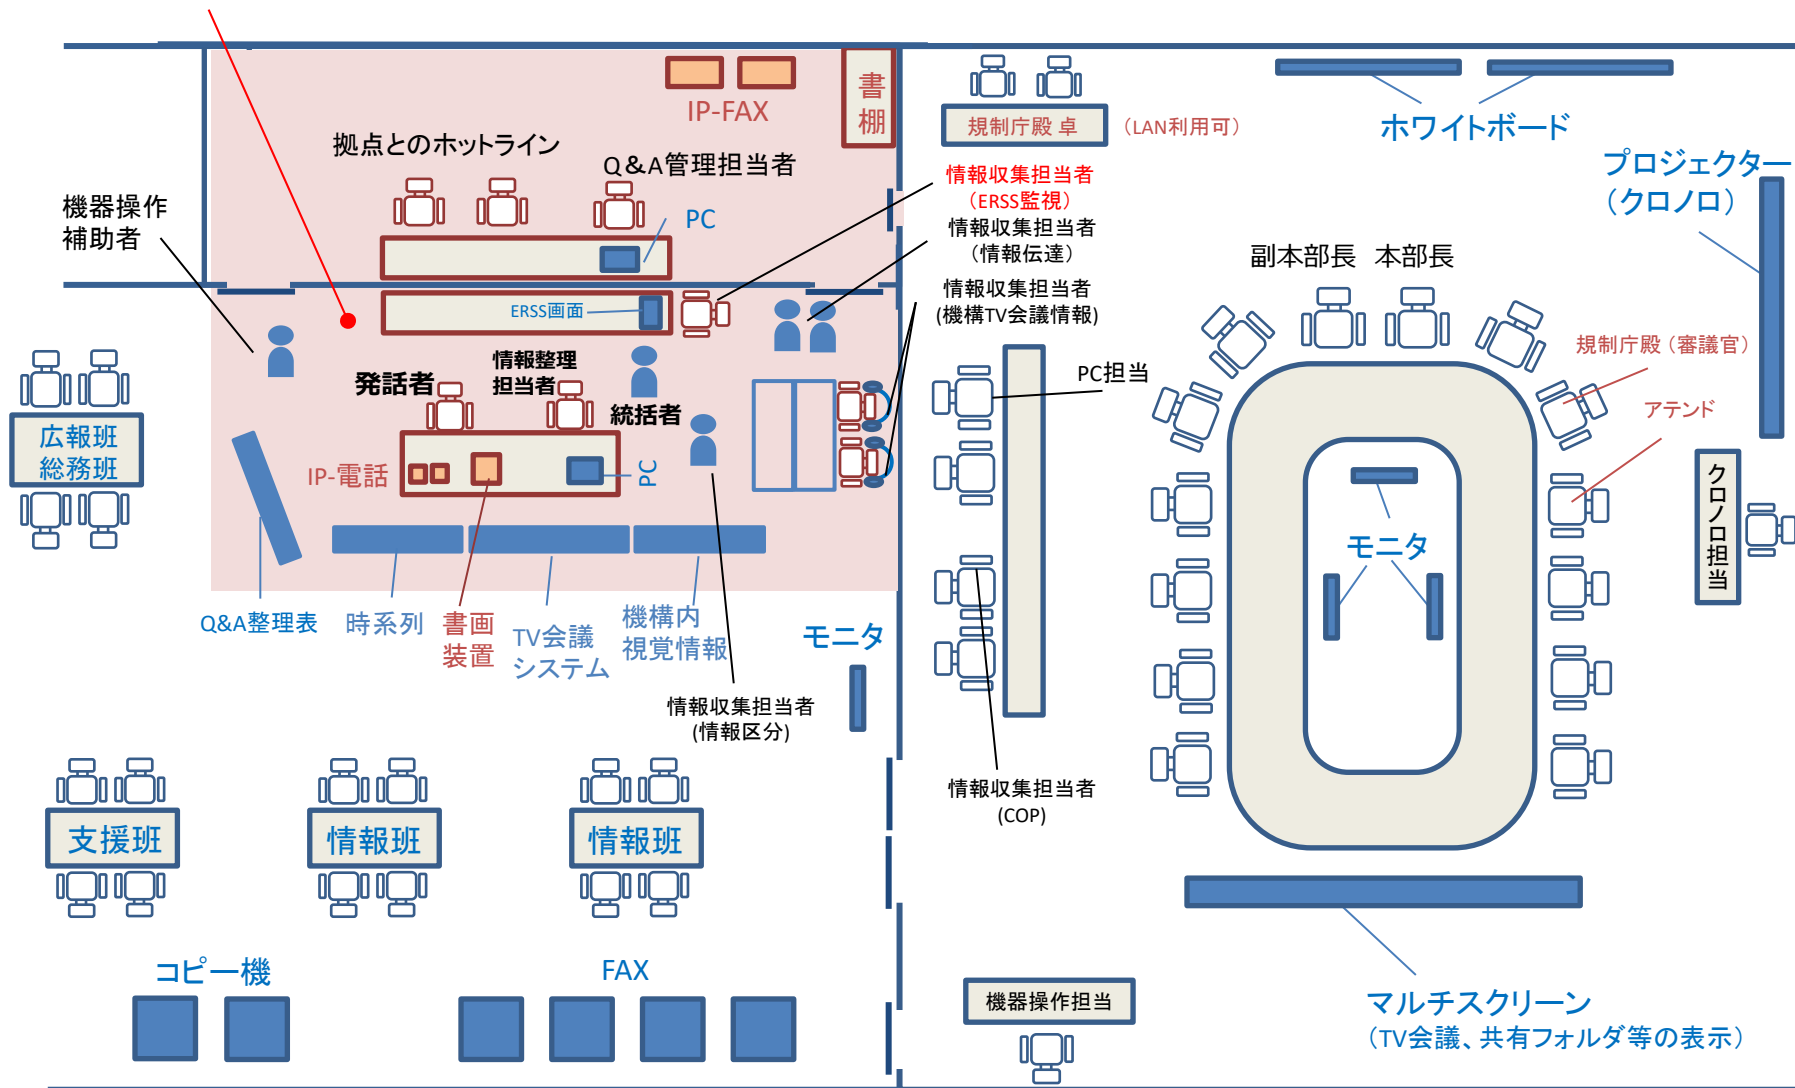 書
棚
IP-FAX
拠点とのホットライン
Q&A管理担当者
機器操作
補助者
PC
ERSS画面
発話者
情報整理
担当者
統括者
IP-電話
PC
広報班
総務班
Q&A整理表
時系列
書画
装置
TV会議
システム
機構内
視覚情報
モニタ
情報収集担当者
(情報区分)
支援班
情報班
情報班
コピー機
FAX
規制庁殿 卓
（LAN利用可）
情報収集担当者
（ERSS監視）
情報収集担当者
（情報伝達）
情報収集担当者
(機構TV会議情報)
PC担当
情報収集担当者
(COP)
機器操作担当
ホワイトボード
プロジェクター
（クロノロ）
副本部長
本部長
規制庁殿（審議官）
アテンド
モニタ
クロノロ担当
マルチスクリーン
（TV会議、共有フォルダ等の表示）